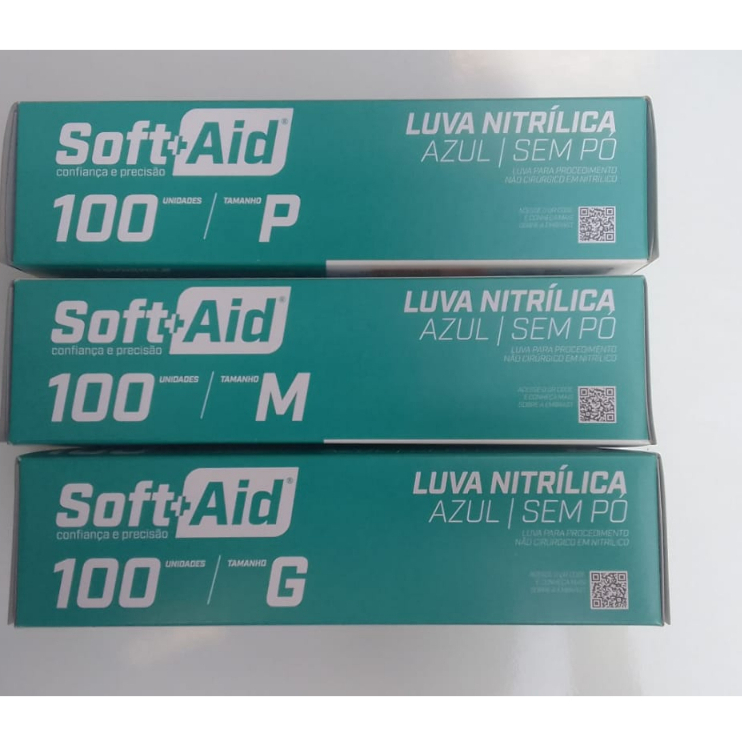 Soft+Aid®
confiança e precisão
100 UNIDADES / TAMANHO P
LUVA NITRÍLICA
AZUL | SEM PÓ
LUVA PARA PROCEDIMENTO
NÃO CIRÚRGICO EM NITRÍLICO
Soft+Aid®
confiança e precisão
100 UNIDADES / TAMANHO M
LUVA NITRÍLICA
AZUL | SEM PÓ
LUVA PARA PROCEDIMENTO
NÃO CIRÚRGICO EM NITRÍLICO
Soft+Aid®
confiança e precisão
100 UNIDADES / TAMANHO G
LUVA NITRÍLICA
AZUL | SEM PÓ
LUVA PARA PROCEDIMENTO
NÃO CIRÚRGICO EM NITRÍLICO